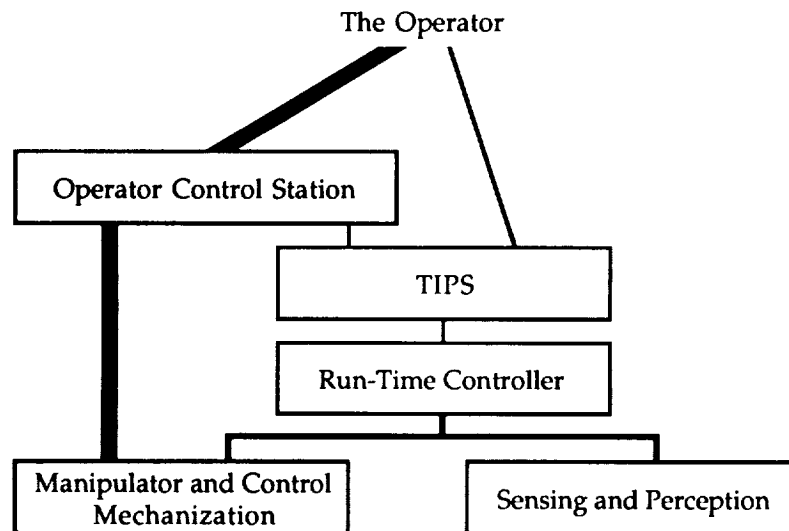 The Operator
Operator Control Station
TIPS
Run-Time Controller
Manipulator and Control
Mechanization
Sensing and Perception